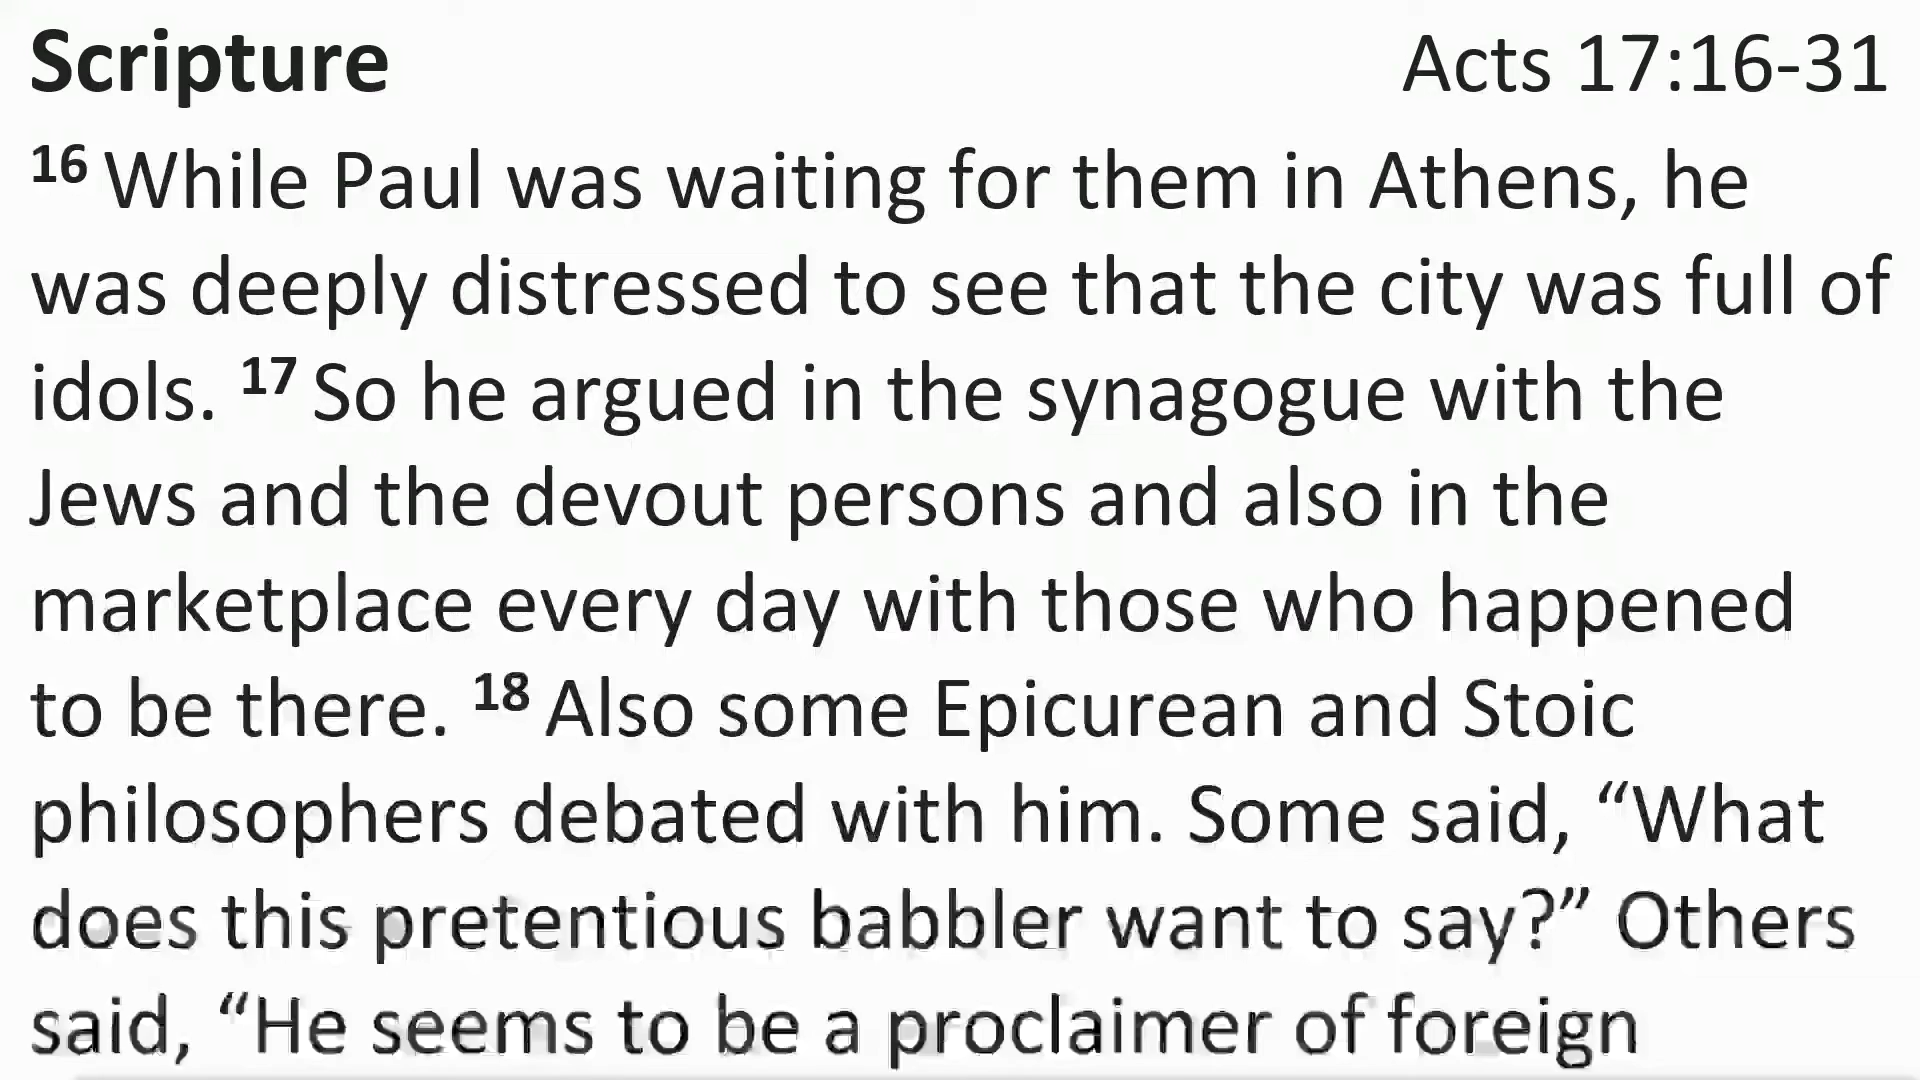 Scripture Acts 17:16-31
16 While Paul was waiting for them in Athens, he
was deeply distressed to see that the city was full of
idols. 17 So he argued in the synagogue with the
Jews and the devout persons and also in the
marketplace every day with those who happened
to be there. 18 Also some Epicurean and Stoic
philosophers debated with him. Some said, “What
does this pretentious babbler want to say?” Others
said, “He seems to be a proclaimer of foreign